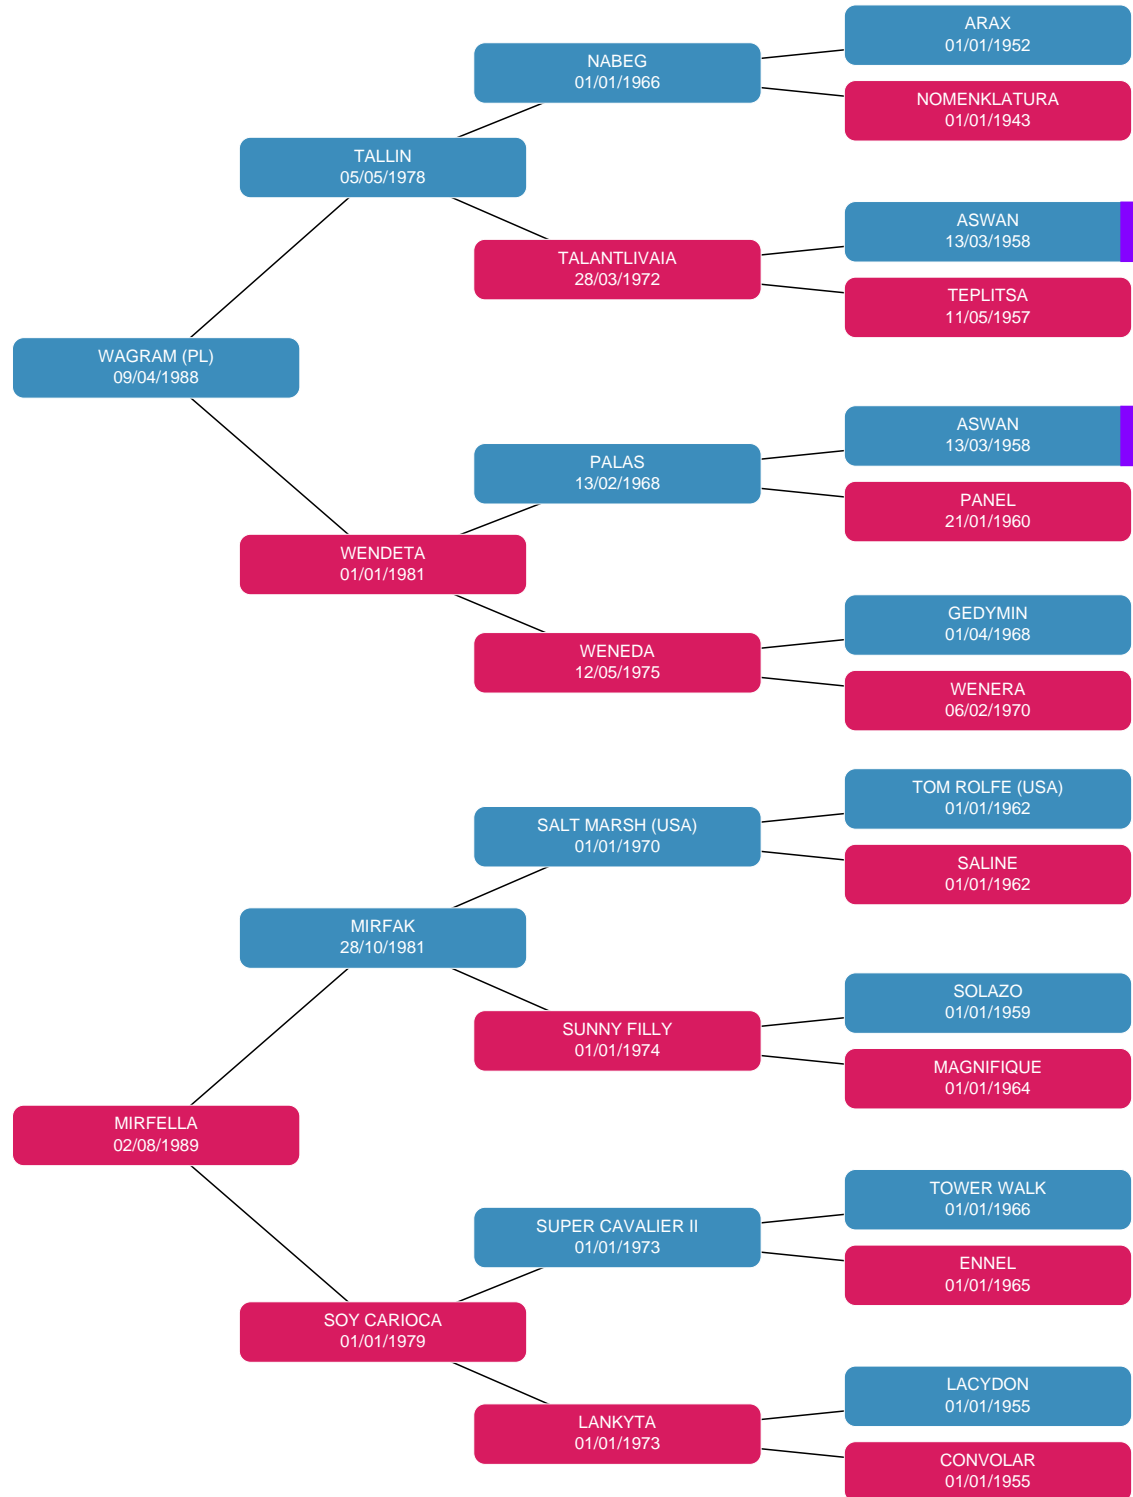 ARAX
01/01/1952
NABEG
01/01/1966
NOMENKLATURA
01/01/1943
TALLIN
05/05/1978
ASWAN
13/03/1958
TALANTLIVAIA
28/03/1972
TEPLITSA
11/05/1957
WAGRAM (PL)
09/04/1988
ASWAN
13/03/1958
PALAS
13/02/1968
PANEL
21/01/1960
WENDETA
01/01/1981
GEDYMIN
01/04/1968
WENEDA
12/05/1975
WENERA
06/02/1970
TOM ROLFE (USA)
01/01/1962
SALT MARSH (USA)
01/01/1970
SALINE
01/01/1962
MIRFAK
28/10/1981
SOLAZO
01/01/1959
SUNNY FILLY
01/01/1974
MAGNIFIQUE
01/01/1964
MIRFELLA
02/08/1989
TOWER WALK
01/01/1966
SUPER CAVALIER II
01/01/1973
ENNEL
01/01/1965
SOY CARIOCA
01/01/1979
LACYDON
01/01/1955
LANKYTA
01/01/1973
CONVOLAR
01/01/1955